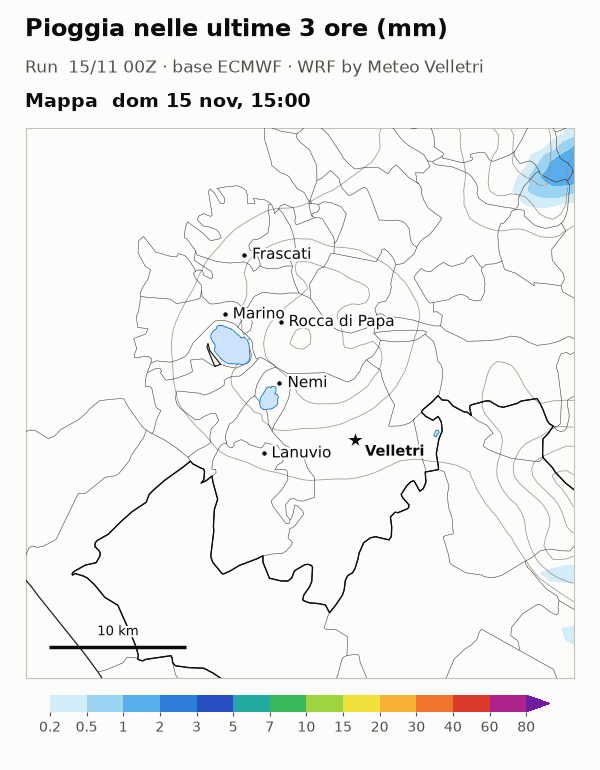 Pioggia nelle ultime 3 ore (mm)
Run  15/11 00Z · base ECMWF · WRF by Meteo Velletri
Mappa  dom 15 nov, 15:00
Frascati
Marino
Rocca di Papa
Nemi
Velletri
Lanuvio
10 km
0.2 0.5 1 2 3 5 7 10 15 20 30 40 60 80